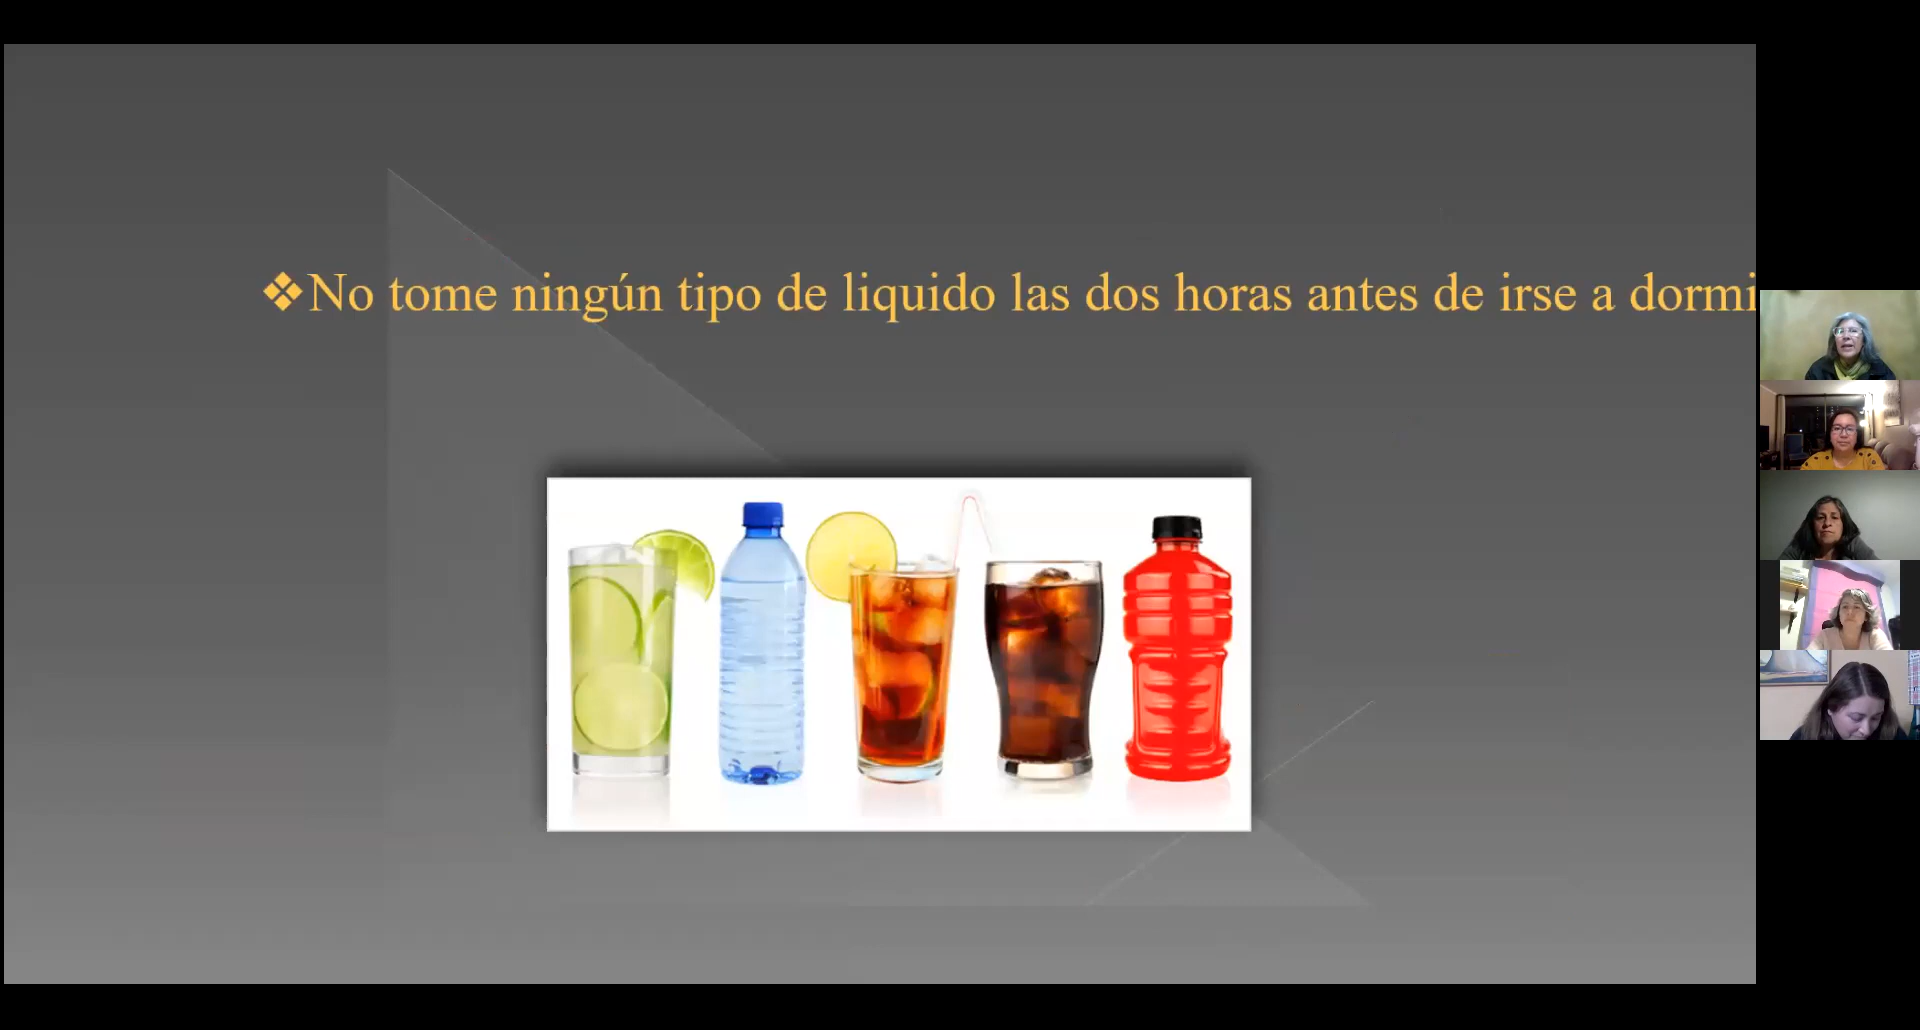 ❖No tome ningún tipo de liquido las dos horas antes de irse a dormi